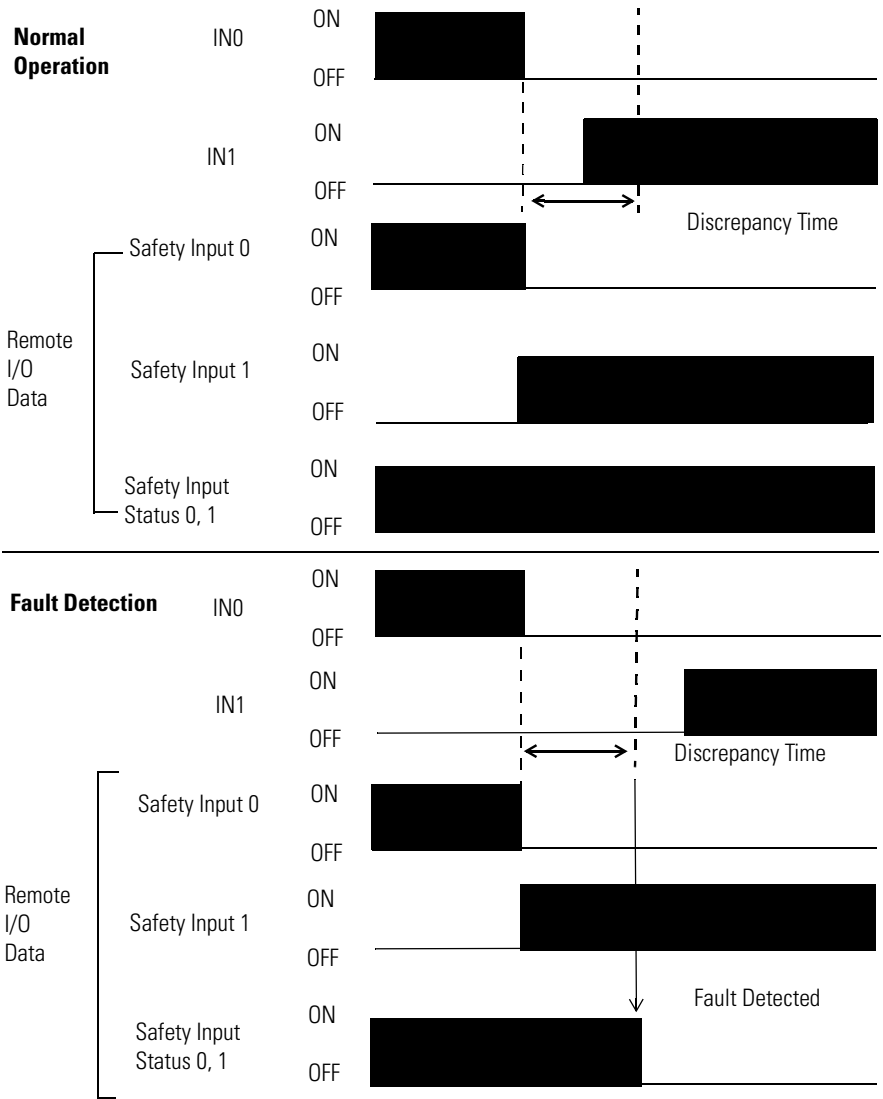 Normal
Operation
IN0
ON
OFF
IN1
ON
OFF
Discrepancy Time
Remote
I/O
Data
Safety Input 0
ON
OFF
Safety Input 1
ON
OFF
Safety Input
Status 0, 1
ON
OFF
Fault Detection
IN0
ON
OFF
IN1
ON
OFF
Discrepancy Time
Remote
I/O
Data
Safety Input 0
ON
OFF
Safety Input 1
ON
OFF
Fault Detected
Safety Input
Status 0, 1
ON
OFF